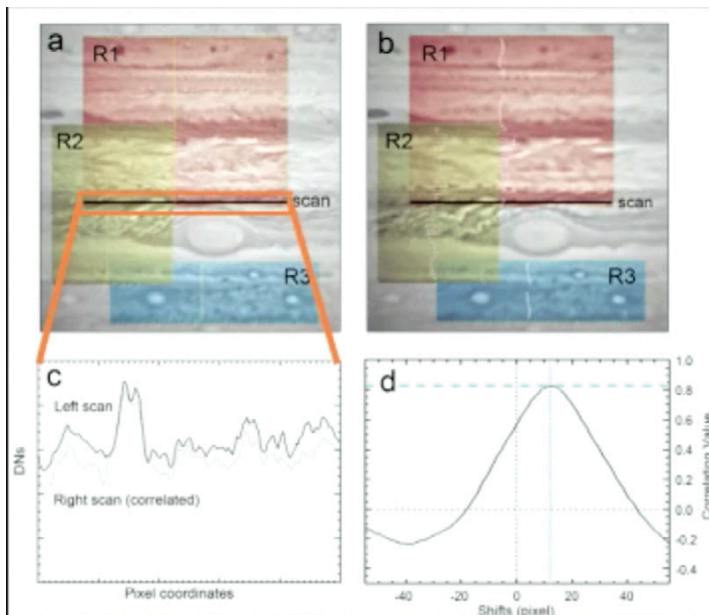 a
R1
R2
scan
R3
b
R1
R2
scan
R3
c
Left scan
Right scan (correlated)
DNs
Pixel coordinates
d
1.0
0.8
0.6
0.4
0.2
0.0
-0.2
-0.4
Correlation Value
-40 -20 0 20 40
Shifts (pixel)